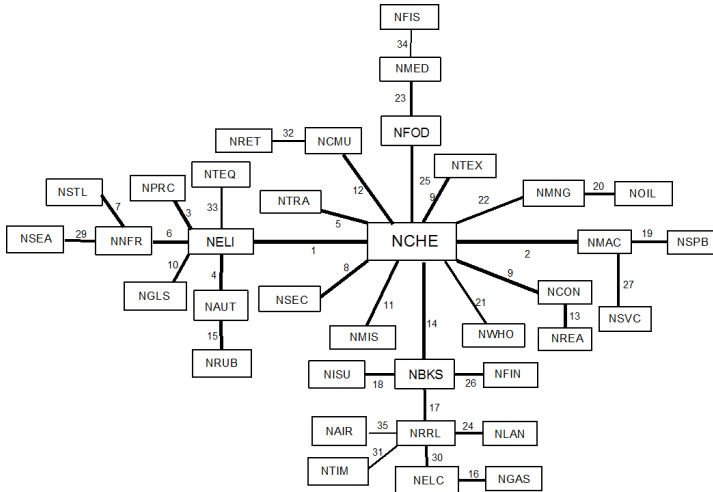 NFIS
34
NMED
23
NFOD
NRET
32
NCMU
12
25
NTEX
9
22
NMNG
20
NOIL
NTEQ
33
NPRC
3
NSTL
7
NTRA
5
NSEA
29
NNFR
6
NELI
1
NCHE
2
NMAC
19
NSPB
10
NGLS
4
NAUT
15
NRUB
8
NSEC
11
NMIS
14
21
NWHO
9
NCON
13
NREA
27
NSVC
NISU
18
NBKS
26
NFIN
17
NAIR
35
NRRL
24
NLAN
NTIM
31
30
NELC
16
NGAS